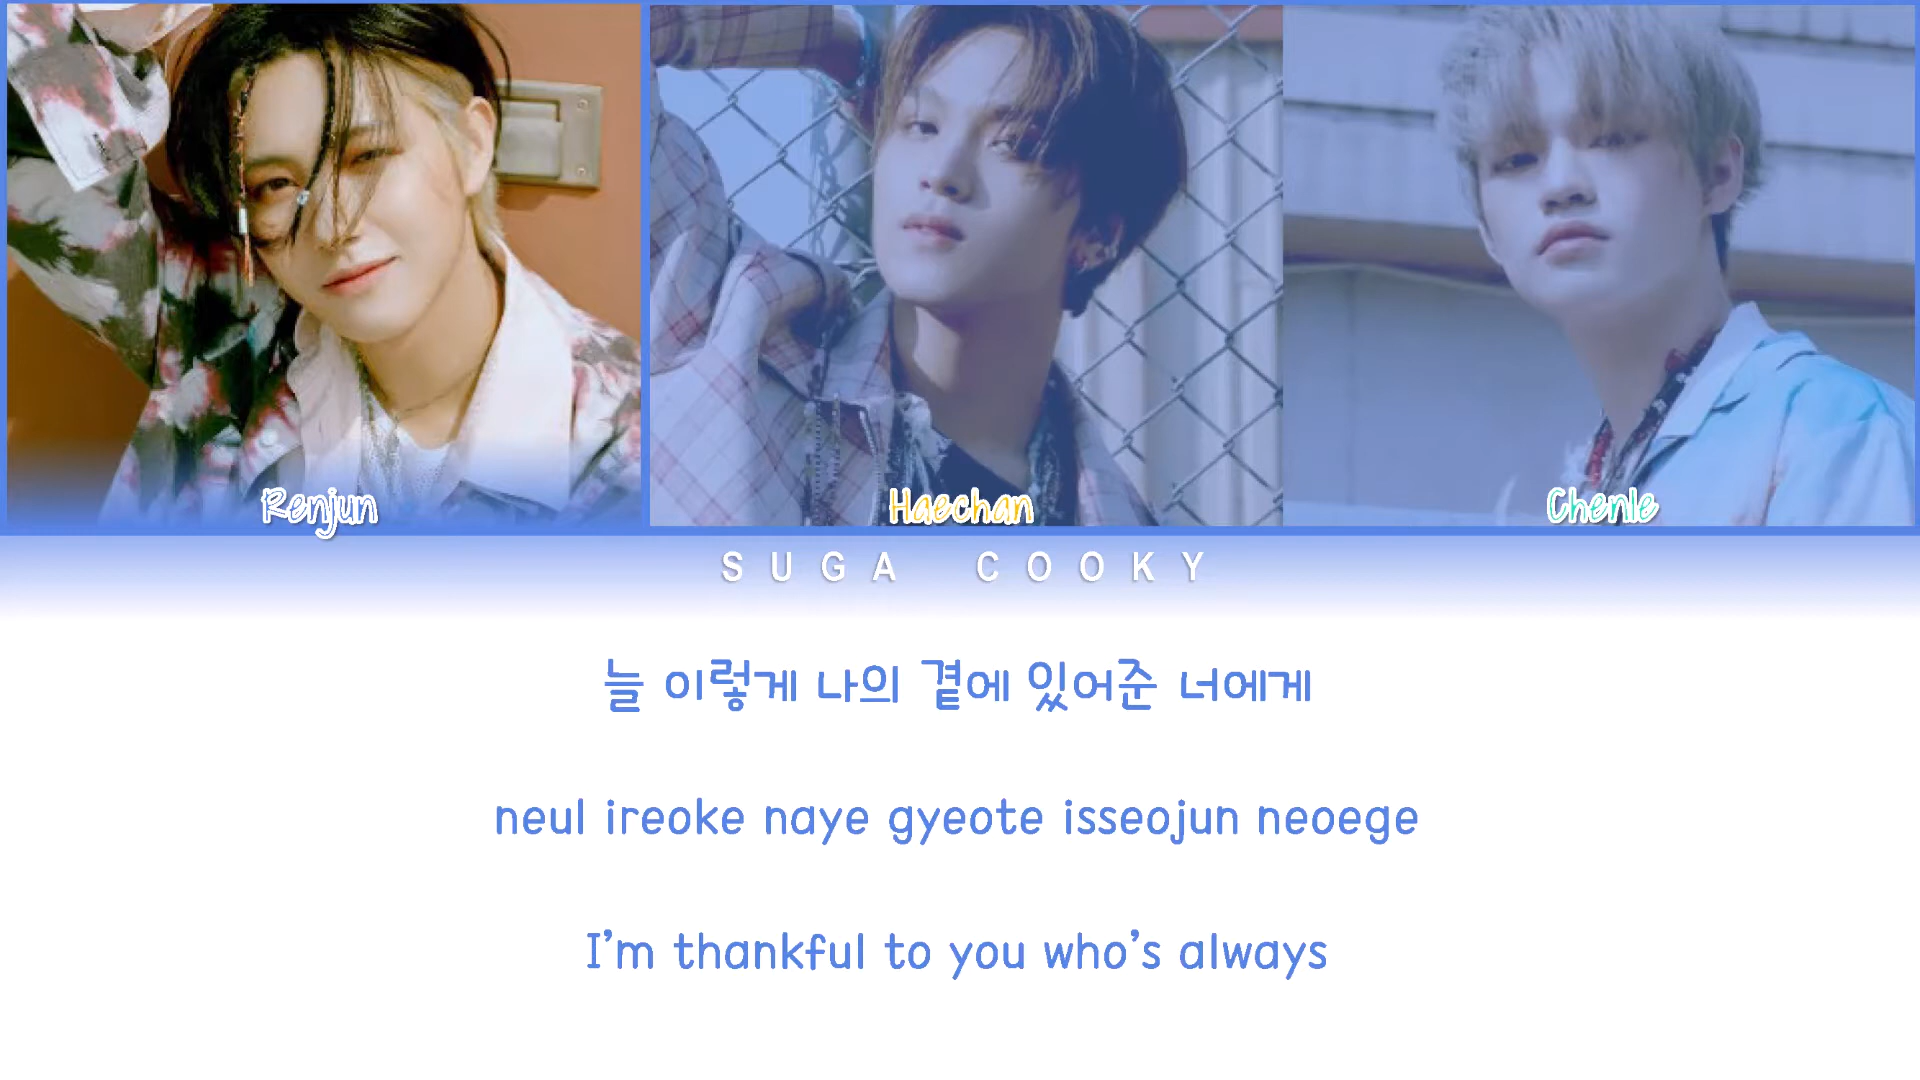 Renjun
Haechan
Chenle
SUGA COOKY
늘 이렇게 나의 곁에 있어준 너에게
neul ireoke naye gyeote isseojun neoege
I'm thankful to you who's always